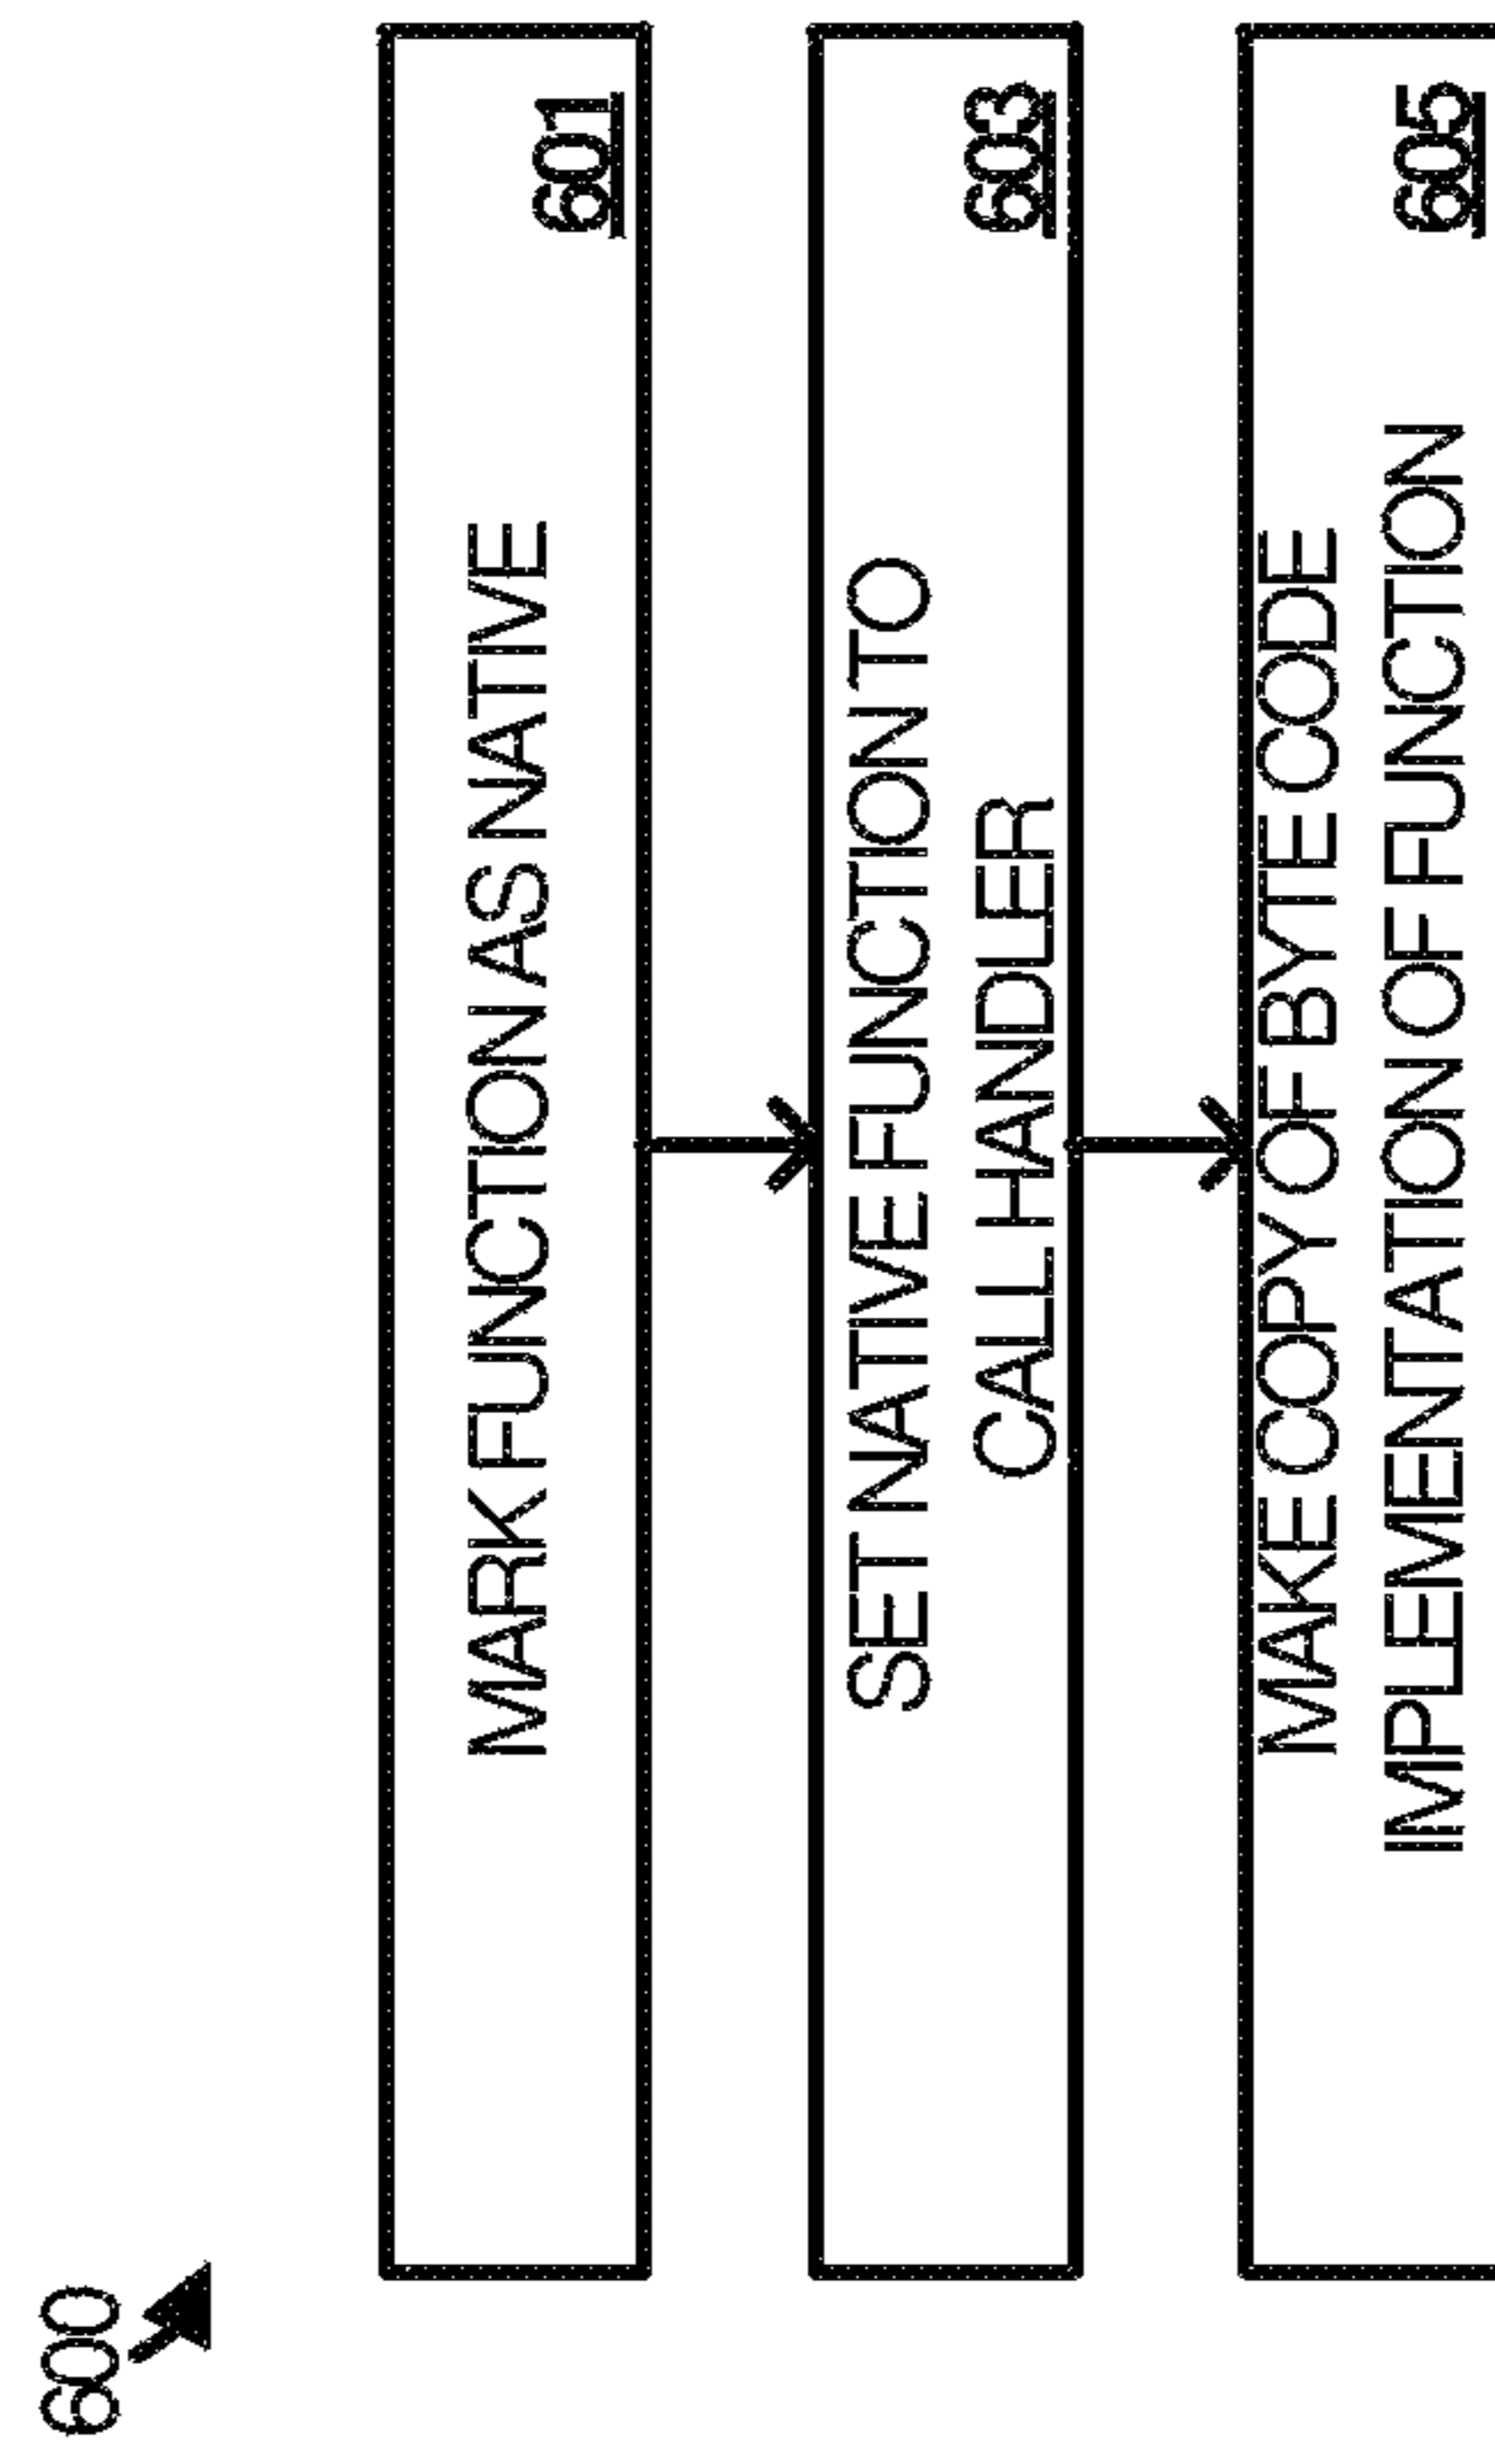 600
MARK FUNCTION AS NATIVE
601
SET NATIVE FUNCTION TO
CALL HANDLER
603
MAKE COPY OF BYTE CODE
IMPLEMENTATION OF FUNCTION
605